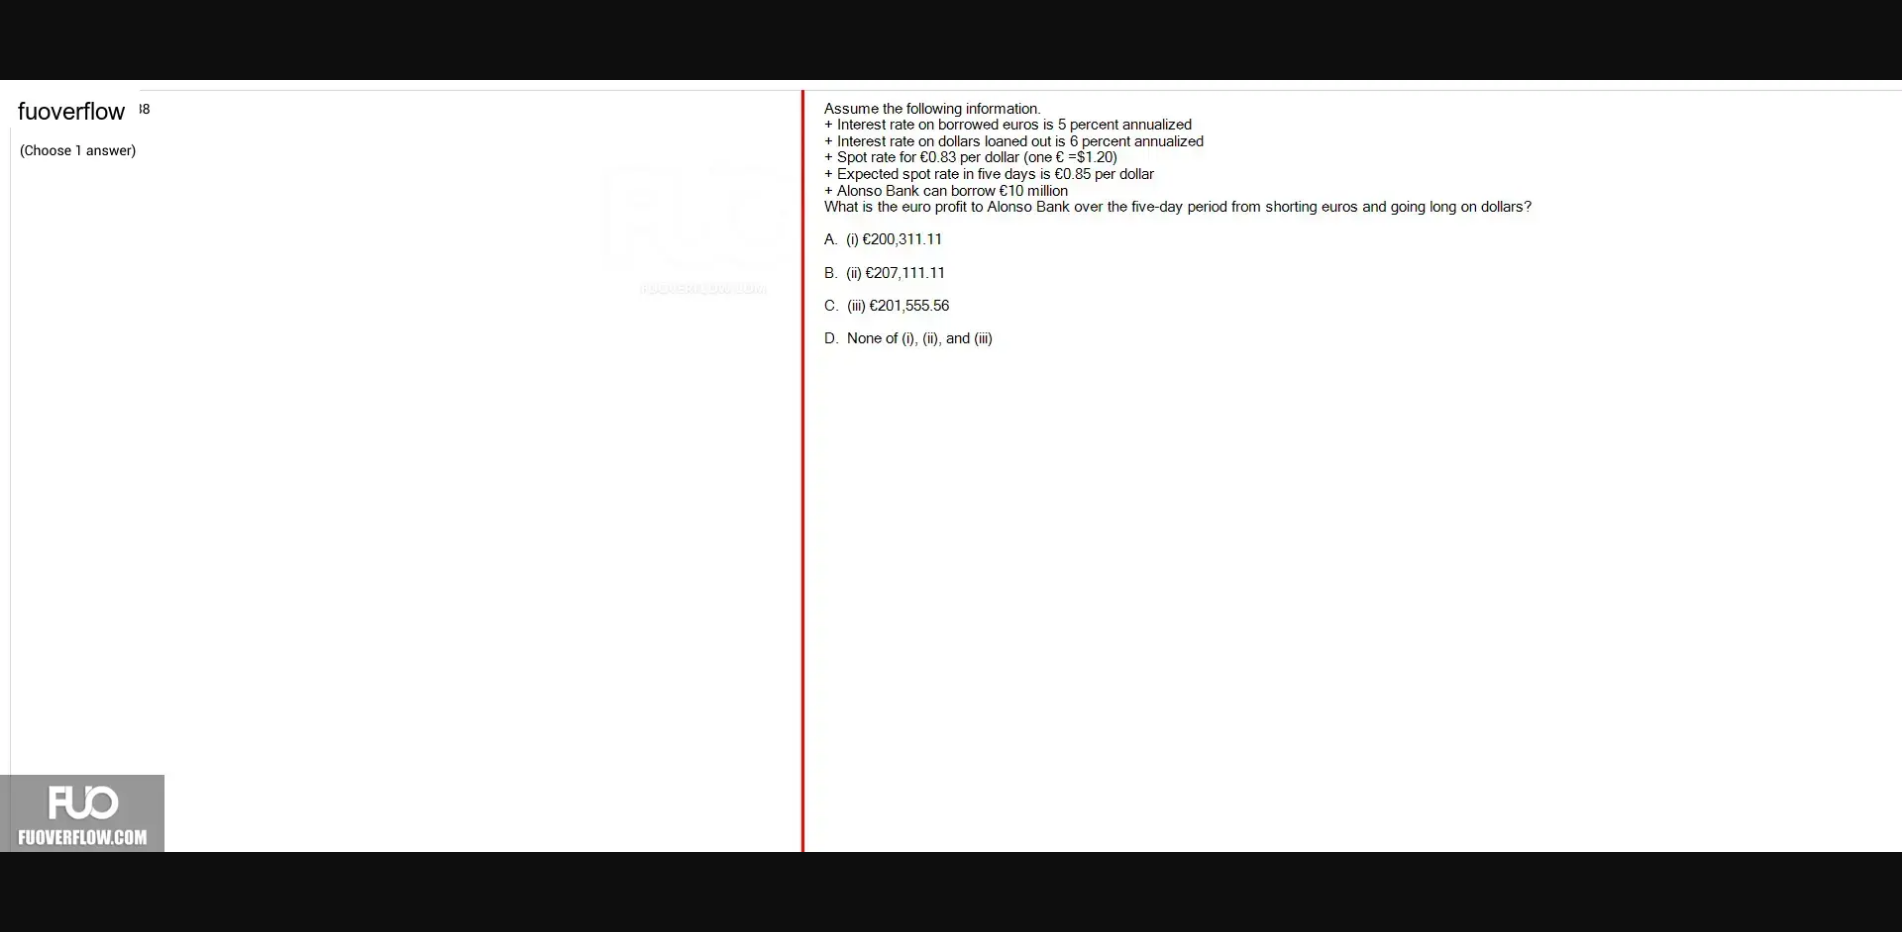 fuoverflow
38
(Choose 1 answer)
Assume the following information.
+ Interest rate on borrowed euros is 5 percent annualized
+ Interest rate on dollars loaned out is 6 percent annualized
+ Spot rate for €0.83 per dollar (one € =$1.20)
+ Expected spot rate in five days is €0.85 per dollar
+ Alonso Bank can borrow €10 million
What is the euro profit to Alonso Bank over the five-day period from shorting euros and going long on dollars?
A. (i) €200,311.11
B. (ii) €207,111.11
C. (iii) €201,555.56
D. None of (i), (ii), and (iii)
FUOVERFLOW.COM
FUO
FUOVERFLOW.COM